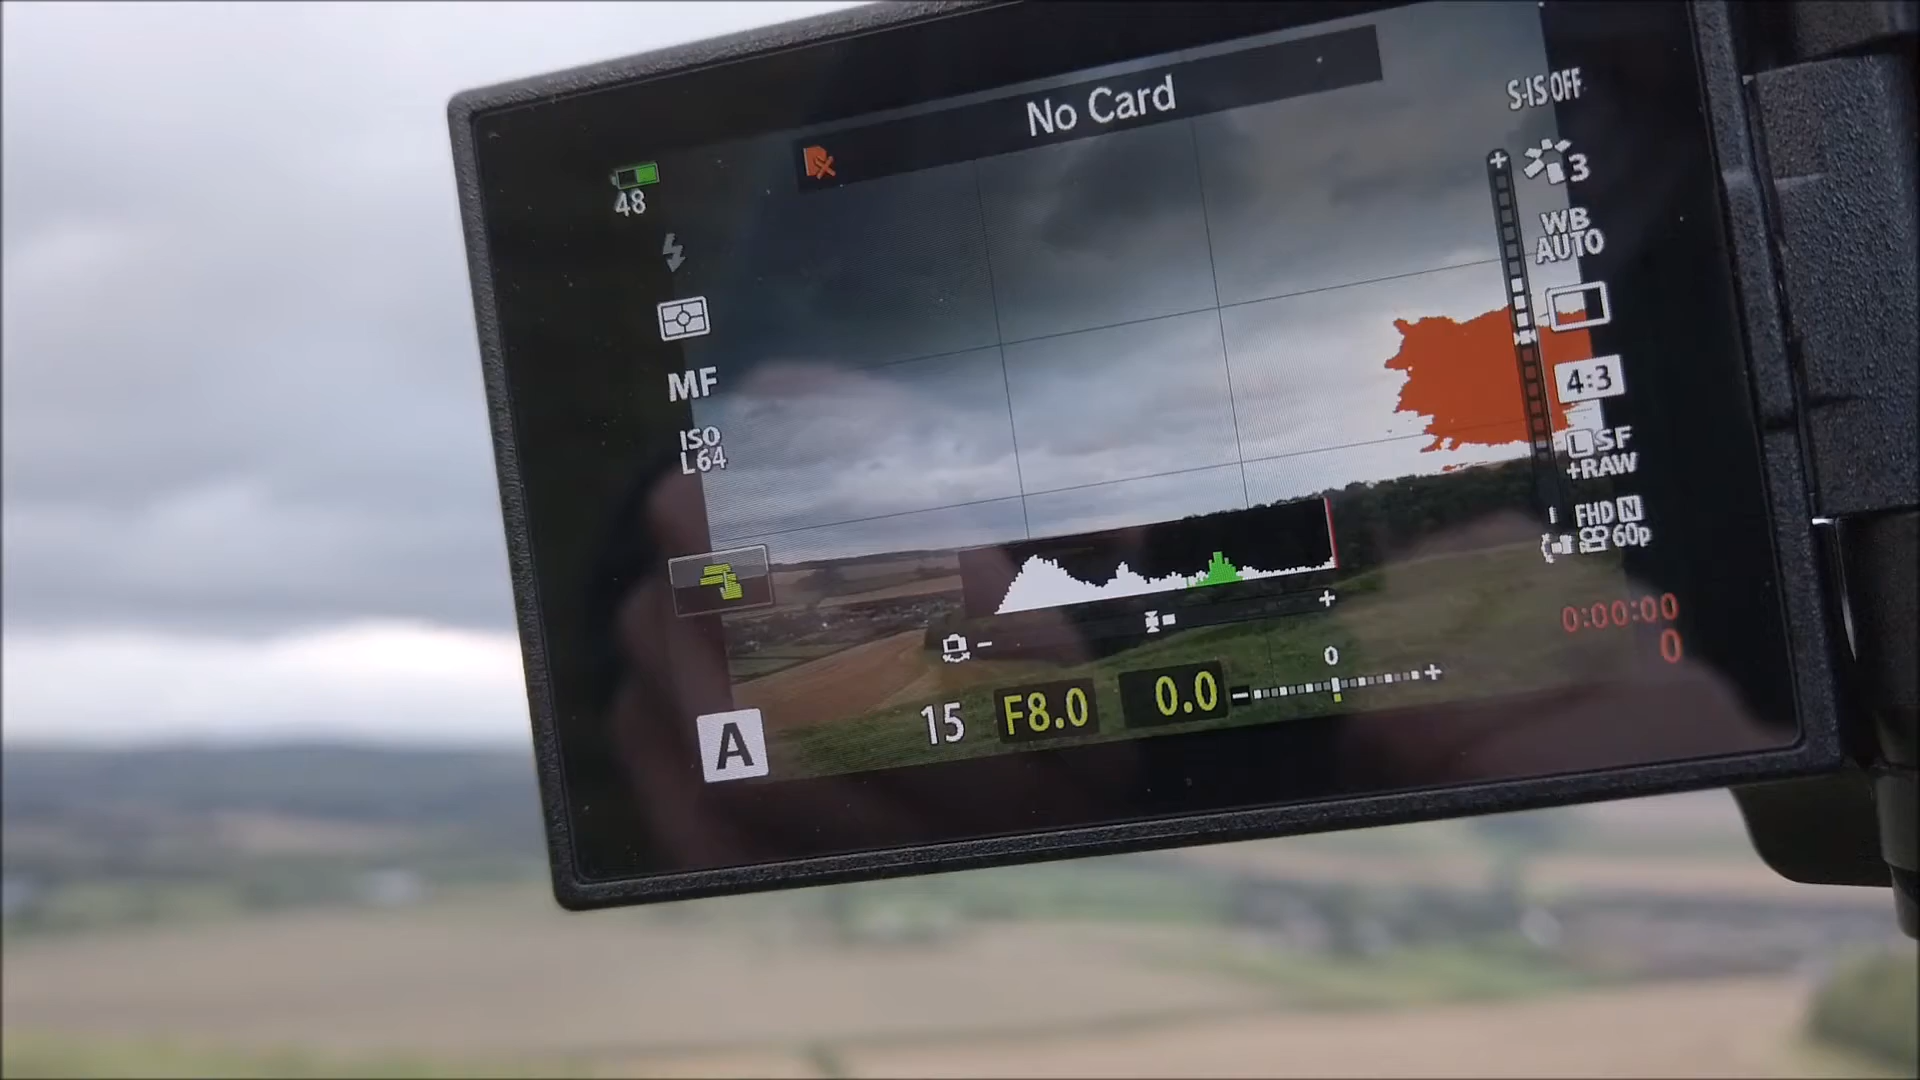 No Card
48
MF
ISO
L64
A
15 F8.0 0.0
0
S-IS OFF
3
WB
AUTO
4:3
L SF
+RAW
FHD N
60p
0:00:00
0